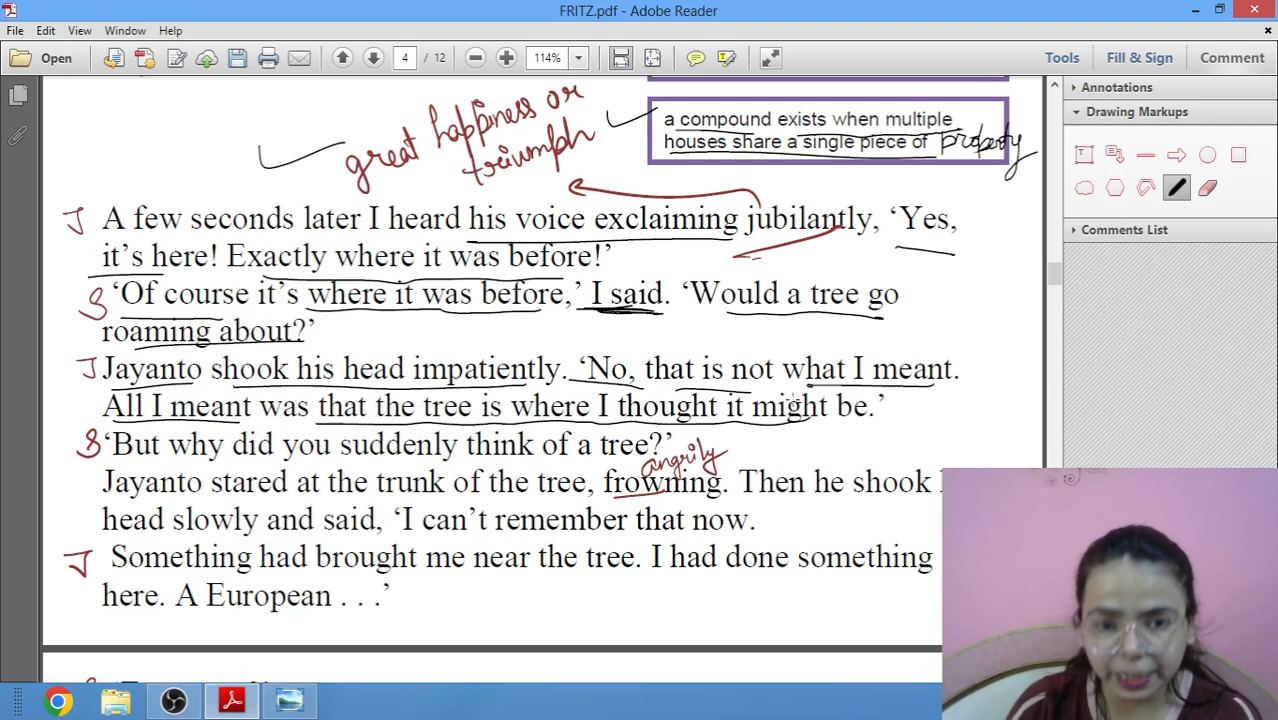 FRITZ.pdf - Adobe Reader
File Edit View Window Help
Open 4 / 12 114% Tools Fill & Sign Comment
Annotations
Drawing Markups
Comments List
a compound exists when multiple
houses share a single piece of property
great happiness or
triumph
J A few seconds later I heard his voice exclaiming jubilantly, ‘Yes,
it’s here! Exactly where it was before!’
S ‘Of course it’s where it was before,’ I said. ‘Would a tree go
roaming about?’
J Jayanto shook his head impatiently. ‘No, that is not what I meant.
All I meant was that the tree is where I thought it might be.’
S ‘But why did you suddenly think of a tree?’
angrily
Jayanto stared at the trunk of the tree, frowning. Then he shook
head slowly and said, ‘I can’t remember that now.
J Something had brought me near the tree. I had done something
here. A European . . .’